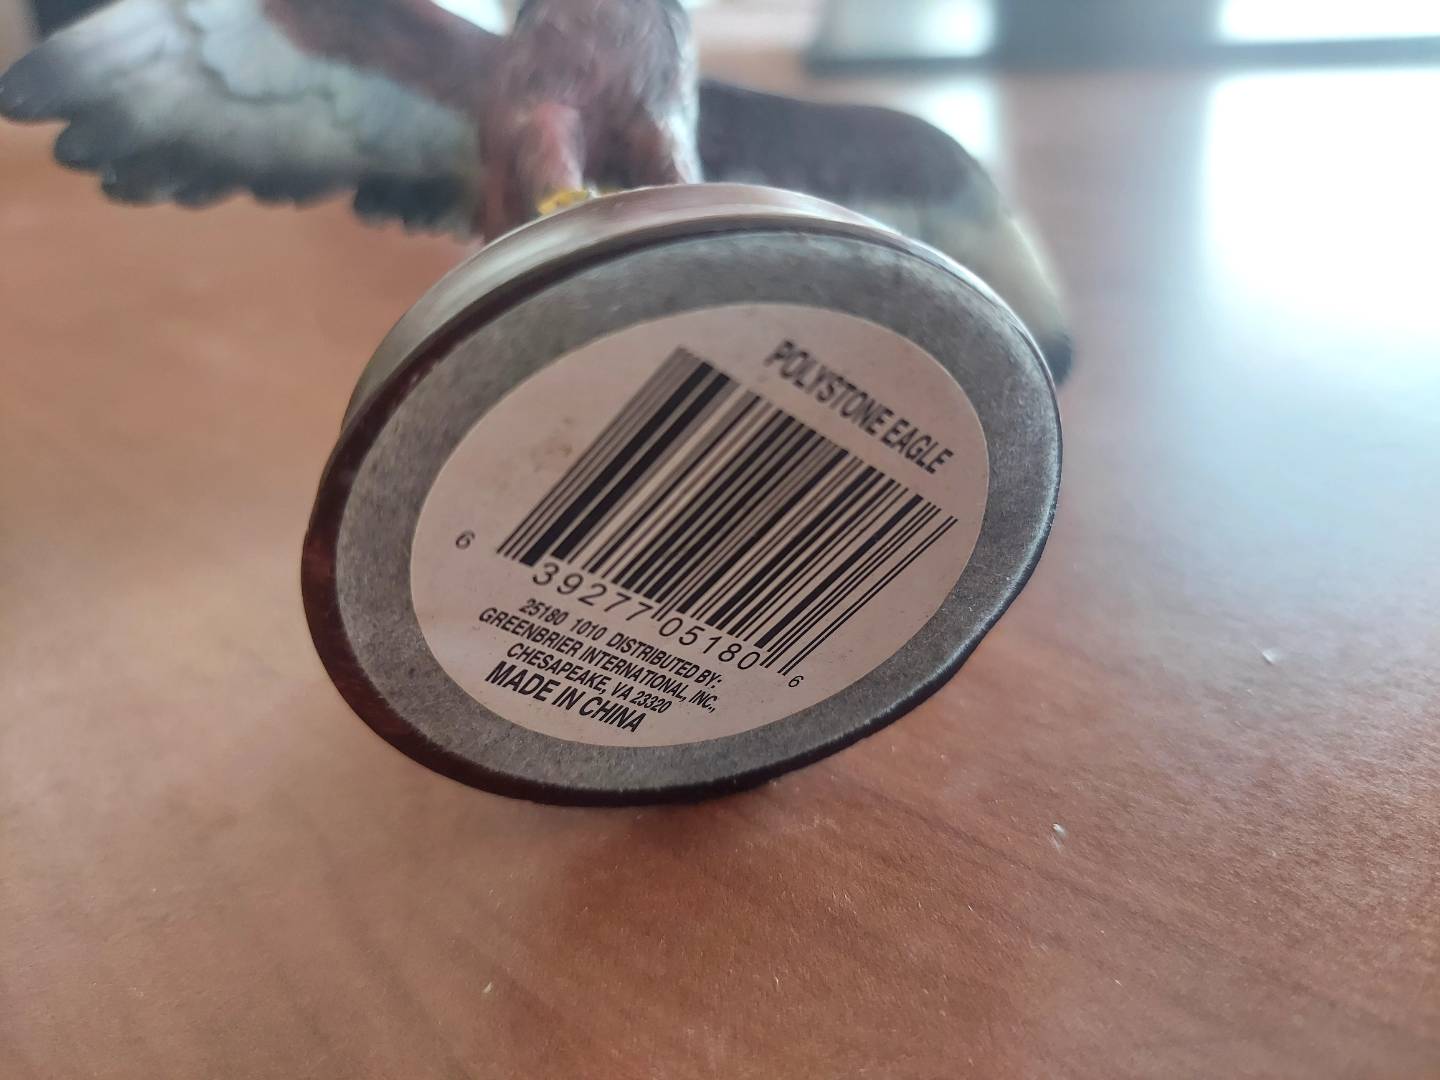 POLYSTONE EAGLE
6 39277 05180 6
25180 1010 DISTRIBUTED BY:
GREENBRIER INTERNATIONAL, INC.,
CHESAPEAKE, VA 23320
MADE IN CHINA